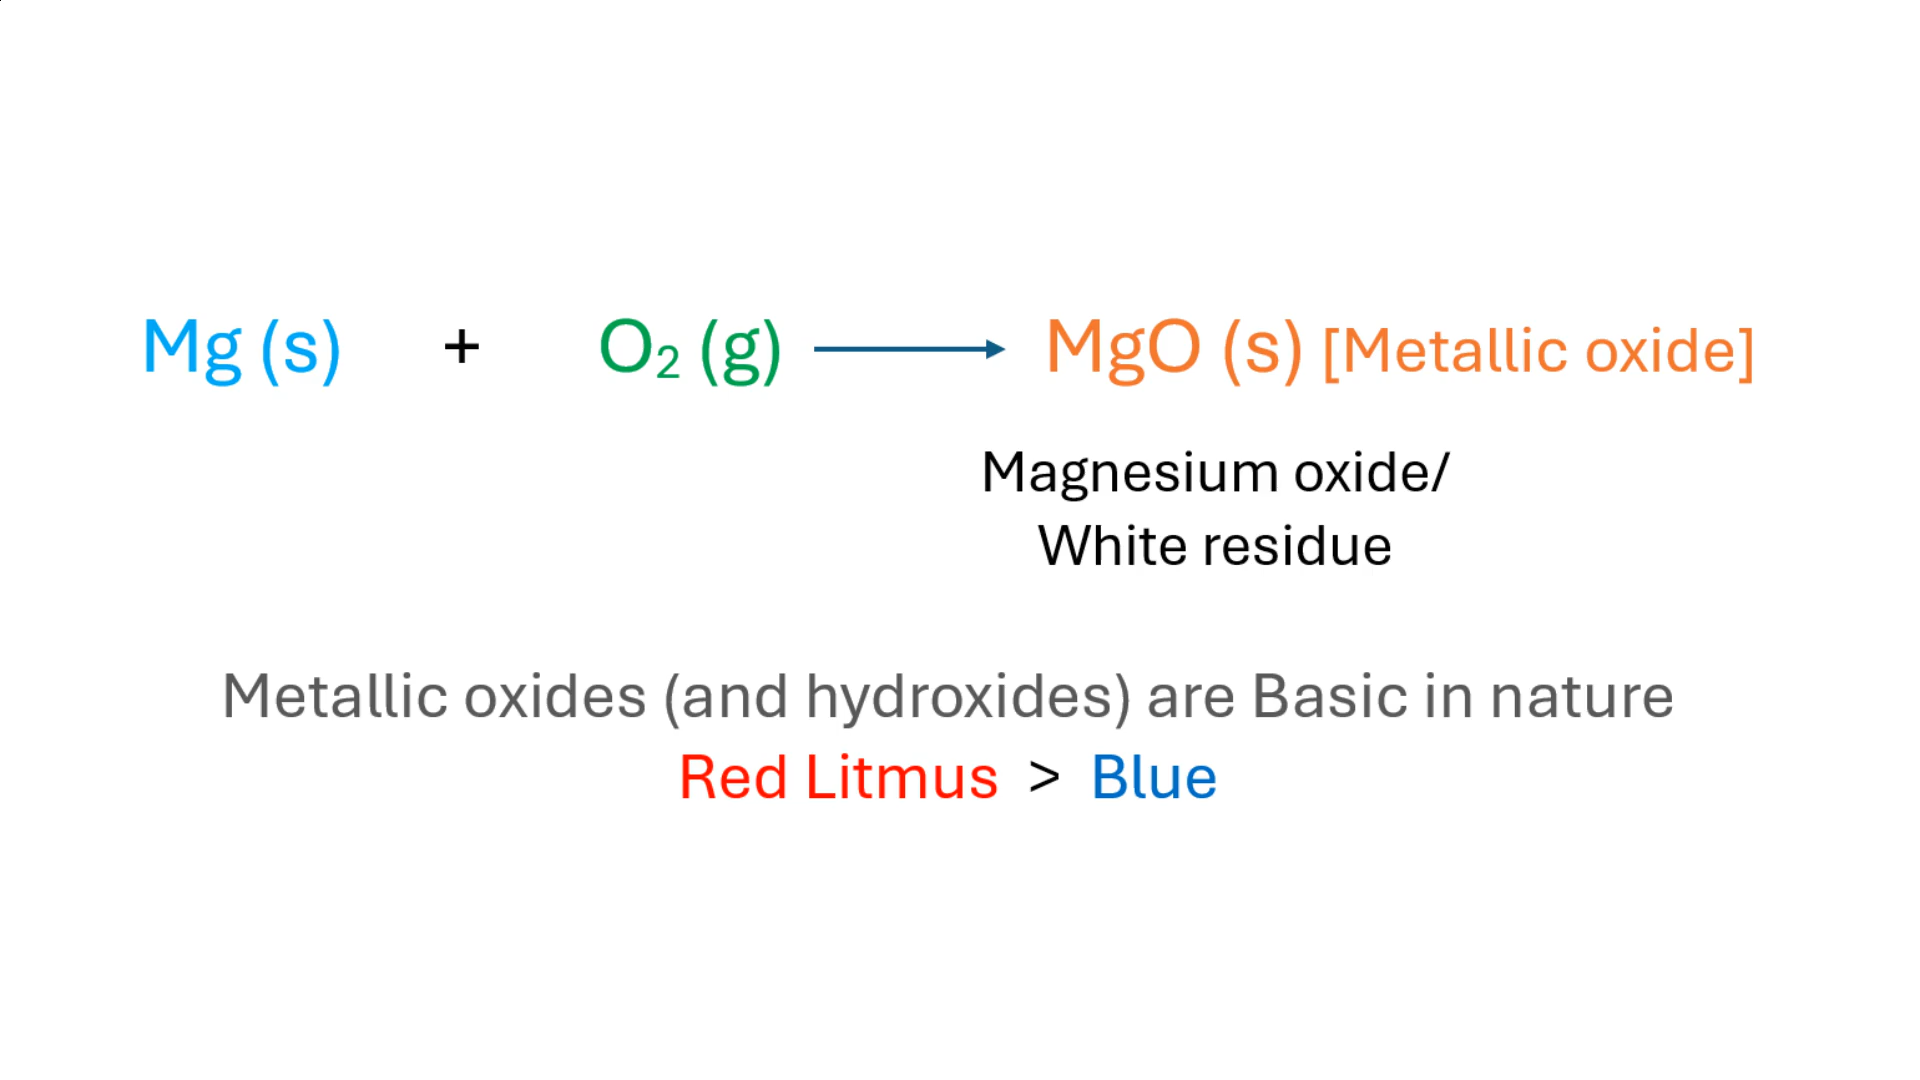 Mg (s) + O₂ (g) ⟶ MgO (s) [Metallic oxide]
Magnesium oxide/
White residue
Metallic oxides (and hydroxides) are Basic in nature
Red Litmus > Blue